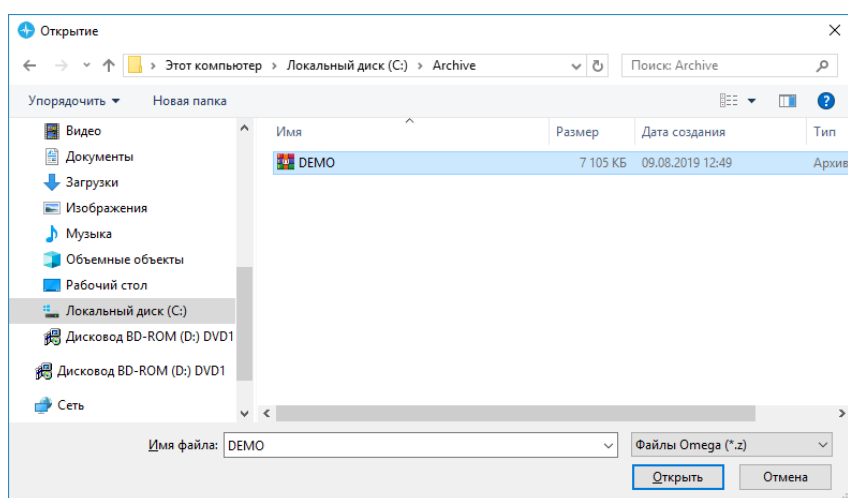 Открытие
Этот компьютер > Локальный диск (C:) > Archive
Поиск: Archive
Упорядочить
Новая папка
Видео
Документы
Загрузки
Изображения
Музыка
Объемные объекты
Рабочий стол
Локальный диск (C:)
Дисковод BD-ROM (D:) DVD1
Дисковод BD-ROM (D:) DVD1
Сеть
Имя Размер Дата создания Тип
DEMO 7 105 КБ 09.08.2019 12:49 Архив
Имя файла: DEMO
Файлы Omega (*.z)
Открыть
Отмена